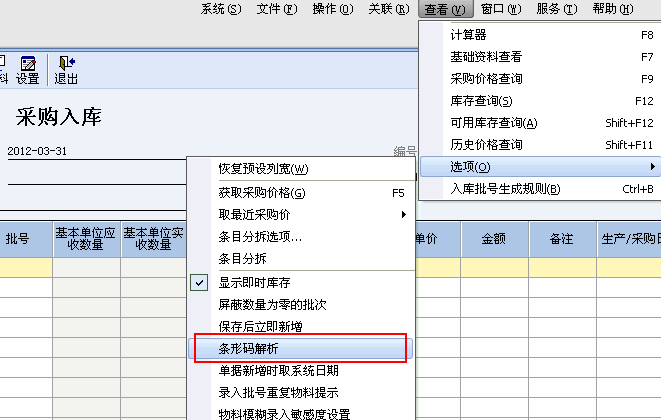 系统(S) 文件(F) 操作(O) 关联(R) 查看(V) 窗口(W) 服务(T) 帮助(H)
计算器 F8
基础资料查看 F7
采购价格查询 F9
库存查询(S) F12
可用库存查询(A) Shift+F12
历史价格查询 Shift+F11
选项(O)
入库批号生成规则(B) Ctrl+B
料 设置 退出
采购入库
2012-03-31
编号
恢复预设列宽(W)
获取采购价格(G) F5
取最近采购价
条目分拆选项...
条目分拆
显示即时库存
屏蔽数量为零的批次
保存后立即新增
条形码解析
单据新增时取系统日期
录入批号重复物料提示
物料模糊录入敏感度设置
批号 基本单位应收数量 基本单位实收数量 单价 金额 备注 生产/采购日